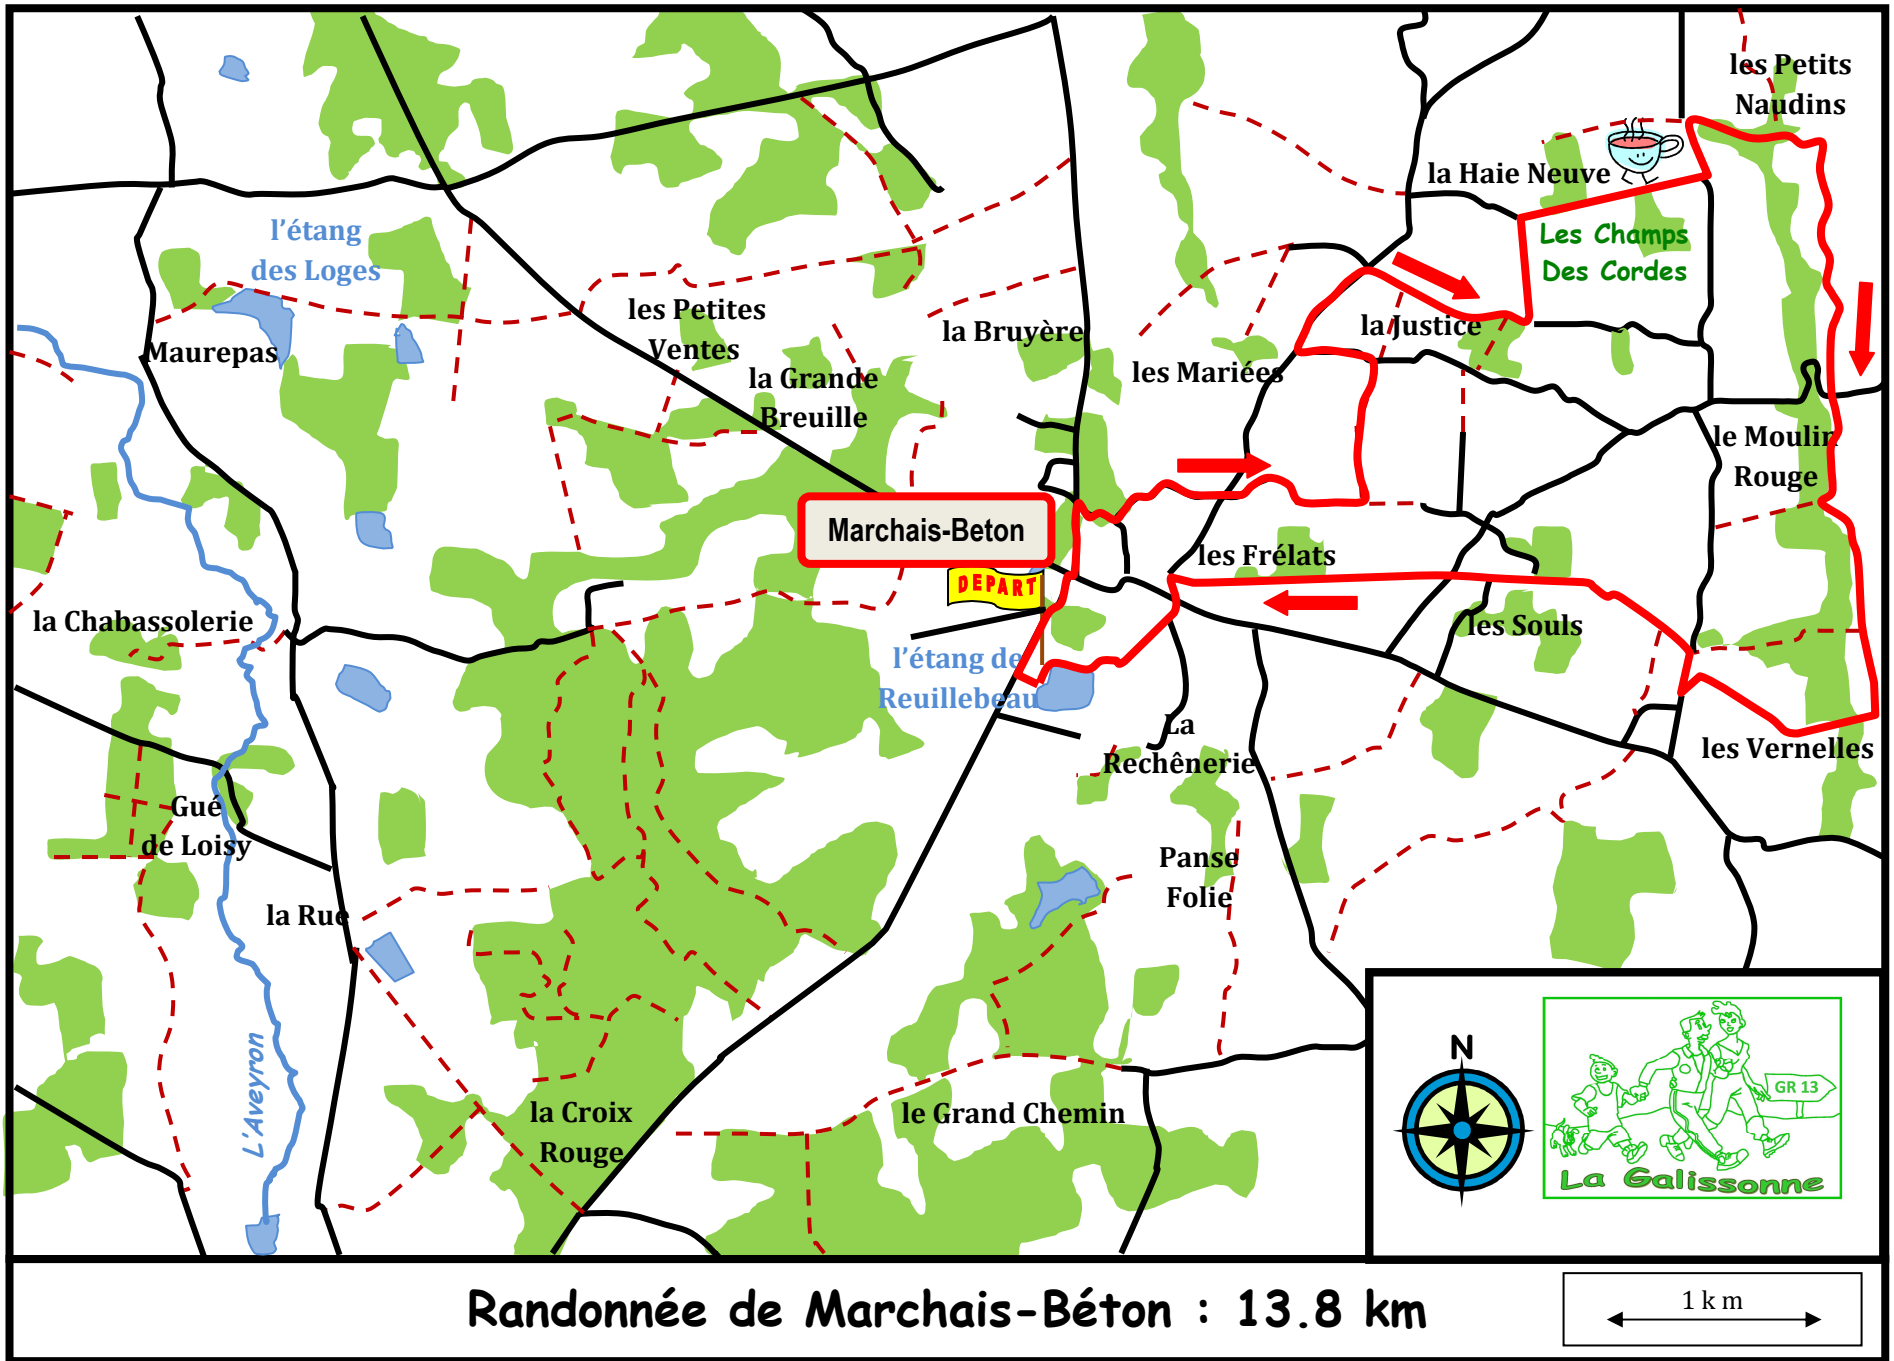 les Petits
Naudins
la Haie Neuve
Les Champs
Des Cordes
l'étang
des Loges
les Petites
Ventes
la Bruyère
la Justice
Maurepas
les Mariées
la Grande
Breuille
le Moulin
Rouge
Marchais-Beton
les Frélats
DEPART
la Chabassolerie
les Souls
l'étang de
Reuillebeau
La
Rechênerie
les Vernelles
Gué
de Loisy
Panse
Folie
la Rue
L'Aveyron
la Croix
Rouge
le Grand Chemin
N
GR 13
La Galissonne
Randonnée de Marchais-Béton : 13.8 km
1 km